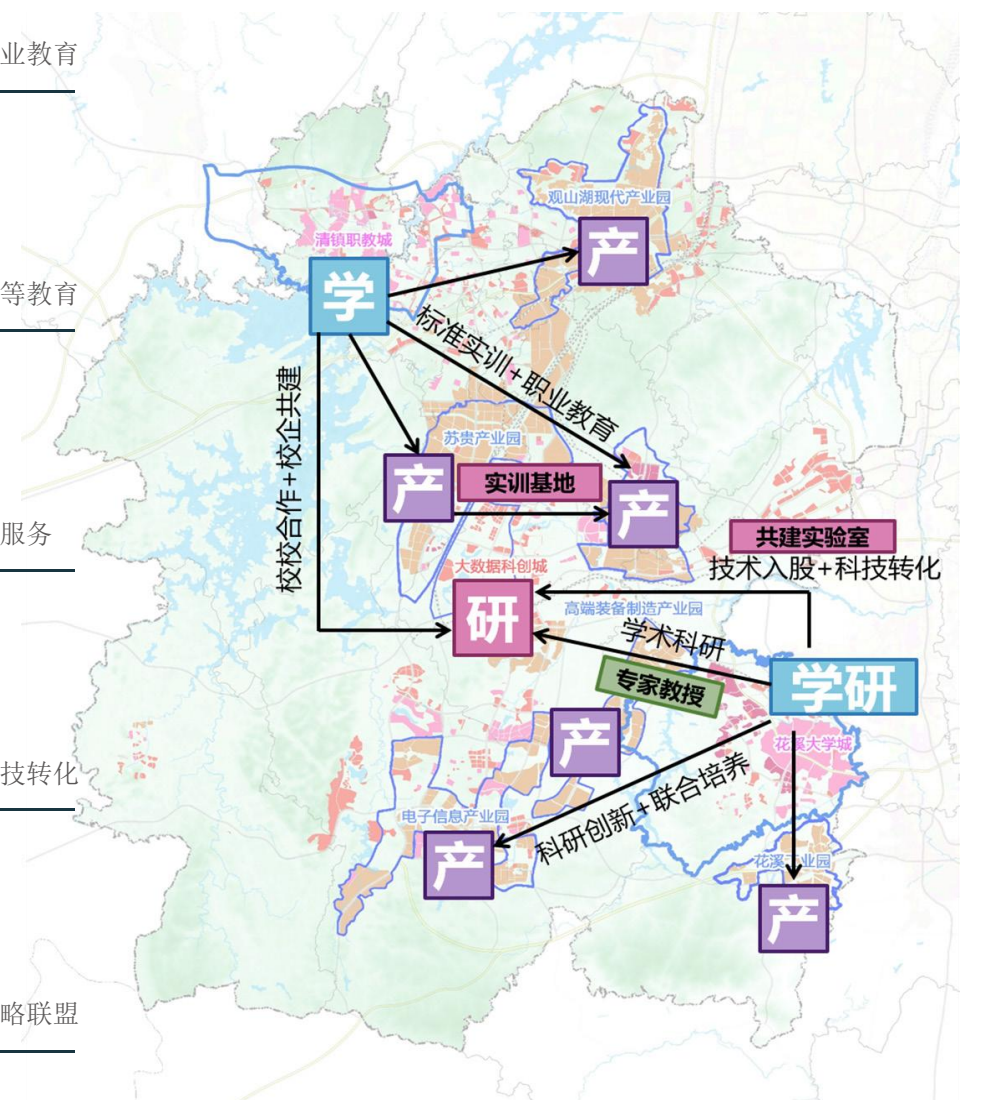 业教育
等教育
服务
技转化
略联盟
观山湖现代产业园
产
清镇职教城
学
标准实训+职业教育
校校合作+校企共建
苏贵产业园
产
实训基地
产
共建实验室
技术入股+科技转化
大数据科创城
研
高端装备制造产业园
学术科研
专家教授
学研
花溪大学城
产
科研创新+联合培养
电子信息产业园
产
花溪产业园
产